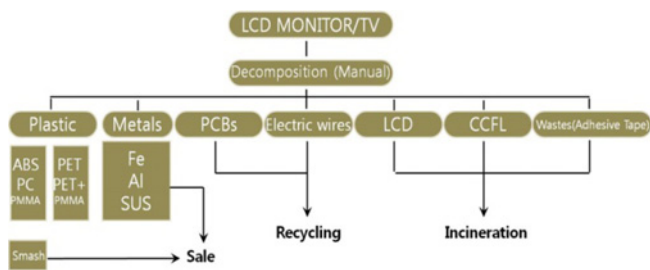 LCD MONITOR/TV
Decomposition (Manual)
Plastic
Metals
PCBs
Electric wires
LCD
CCFL
Wastes(Adhesive Tape)
ABS
PC
PMMA
PET
PET+
PMMA
Fe
Al
SUS
Recycling
Incineration
Smash
Sale